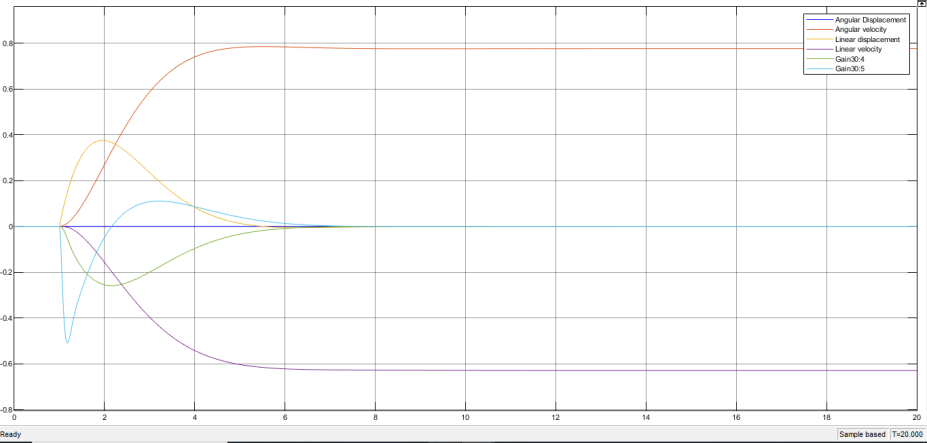 Angular Displacement
Angular velocity
Linear displacement
Linear velocity
Gain30:4
Gain30:5
0.8
0.6
0.4
0.2
0
-0.2
-0.4
-0.6
-0.8
0 2 4 6 8 10 12 14 16 18 20
Ready Sample based T=20.000